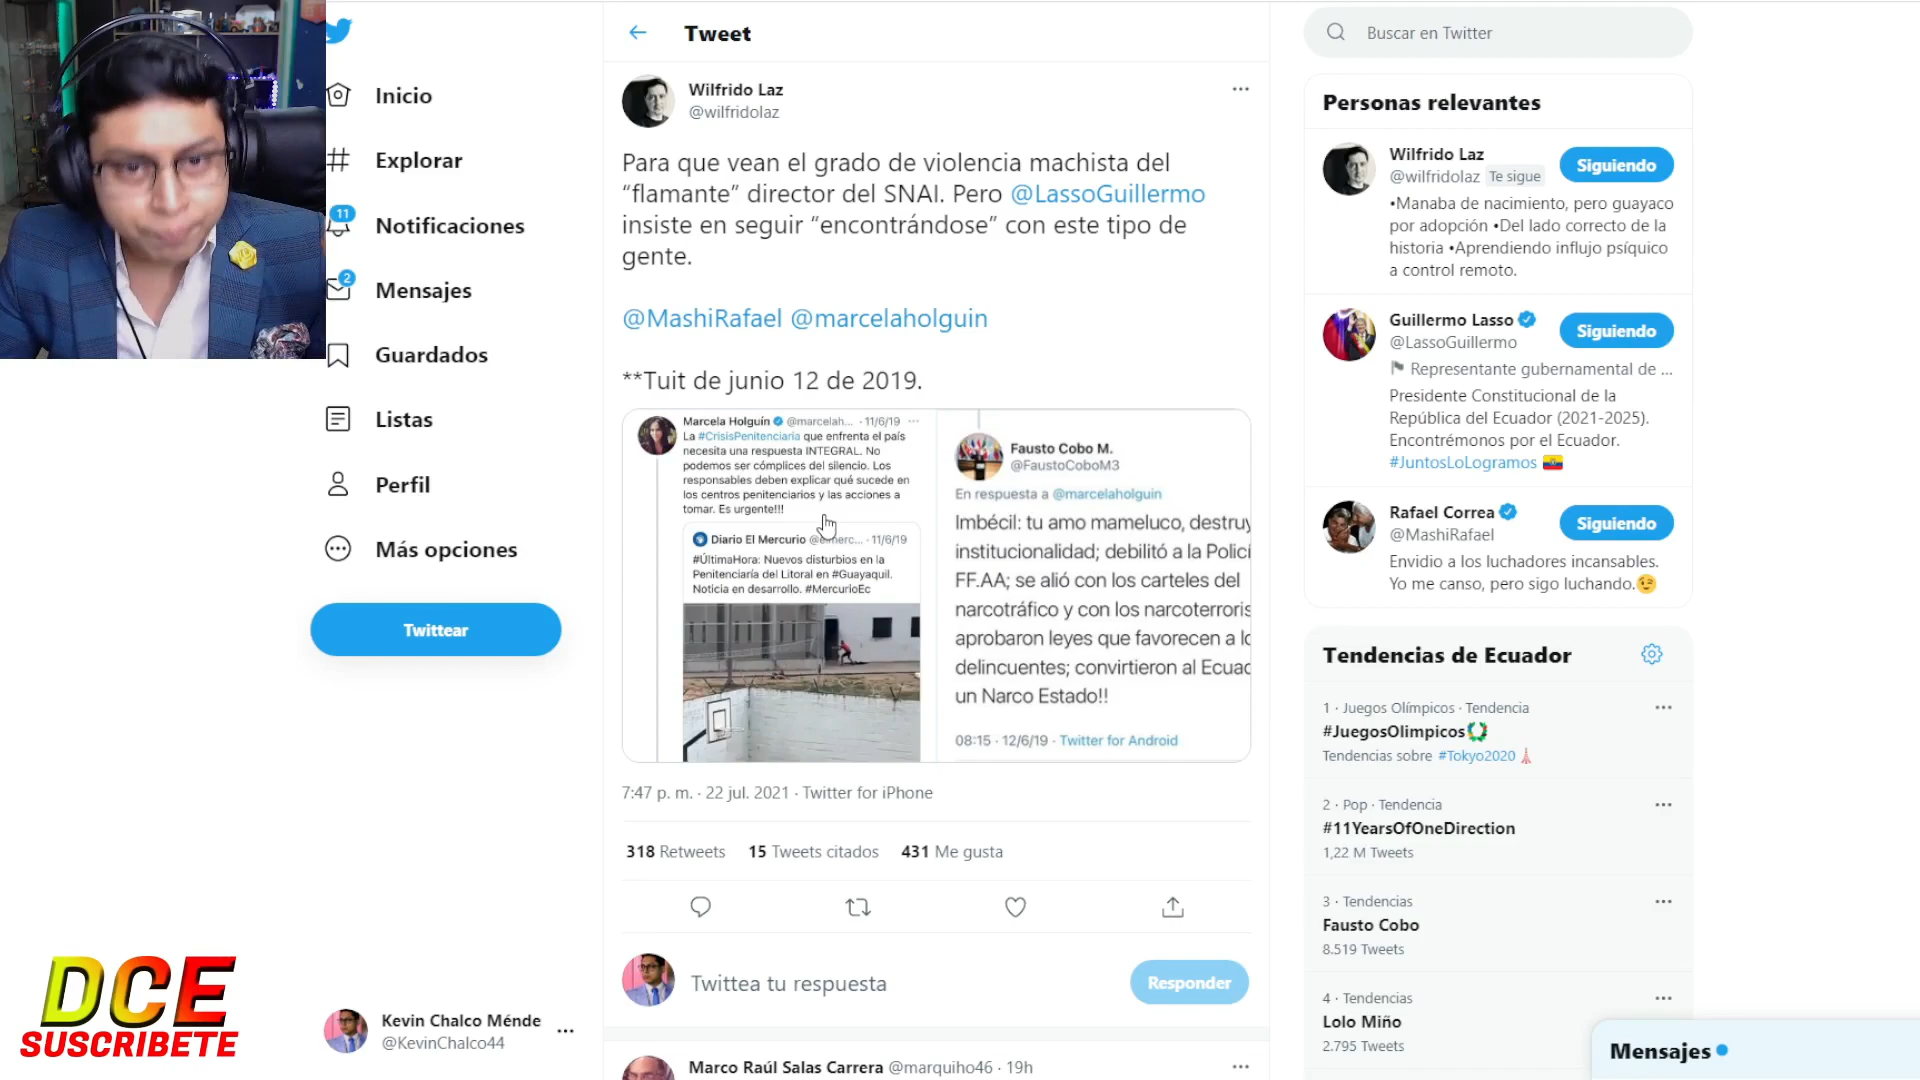 Inicio
Explorar
11
Notificaciones
2
Mensajes
Guardados
Listas
Perfil
Más opciones
Twittear
DCE
SUSCRIBETE
Kevin Chalco Ménde
@KevinChalco44
Tweet
Wilfrido Laz
@wilfridolaz
Para que vean el grado de violencia machista del
“flamante” director del SNAI. Pero @LassoGuillermo
insiste en seguir “encontrándose” con este tipo de
gente.
@MashiRafael @marcelaholguin
**Tuit de junio 12 de 2019.
Marcela Holguín @marcelah... · 11/6/19
La #CrisisPenitenciaria que enfrenta el país
necesita una respuesta INTEGRAL. No
podemos ser cómplices del silencio. Los
responsables deben explicar qué sucede en
los centros penitenciarios y las acciones a
tomar. Es urgente!!!
Diario El Mercurio @elmerc... · 11/6/19
#ÚltimaHora: Nuevos disturbios en la
Penitenciaría del Litoral en #Guayaquil.
Noticia en desarrollo. #MercurioEc
Fausto Cobo M.
@FaustoCoboM3
En respuesta a @marcelaholguin
Imbécil: tu amo mameluco, destruy
institucionalidad; debilitó a la Polici
FF.AA; se alió con los carteles del
narcotráfico y con los narcoterroris
aprobaron leyes que favorecen a lo
delincuentes; convirtieron al Ecuad
un Narco Estado!!
08:15 · 12/6/19 · Twitter for Android
7:47 p. m. · 22 jul. 2021 · Twitter for iPhone
318 Retweets 15 Tweets citados 431 Me gusta
Twittea tu respuesta
Responder
Marco Raúl Salas Carrera @marquiho46 · 19h
Buscar en Twitter
Personas relevantes
Wilfrido Laz
@wilfridolaz Te sigue
Siguiendo
•Manaba de nacimiento, pero guayaco
por adopción •Del lado correcto de la
historia •Aprendiendo influjo psíquico
a control remoto.
Guillermo Lasso
@LassoGuillermo
Siguiendo
Representante gubernamental de ...
Presidente Constitucional de la
República del Ecuador (2021-2025).
Encontrémonos por el Ecuador.
#JuntosLoLogramos
Rafael Correa
@MashiRafael
Siguiendo
Envidio a los luchadores incansables.
Yo me canso, pero sigo luchando.
Tendencias de Ecuador
1 · Juegos Olímpicos · Tendencia
#JuegosOlimpicos
Tendencias sobre #Tokyo2020
2 · Pop · Tendencia
#11YearsOfOneDirection
1,22 M Tweets
3 · Tendencias
Fausto Cobo
8.519 Tweets
4 · Tendencias
Lolo Miño
2.795 Tweets
Mensajes